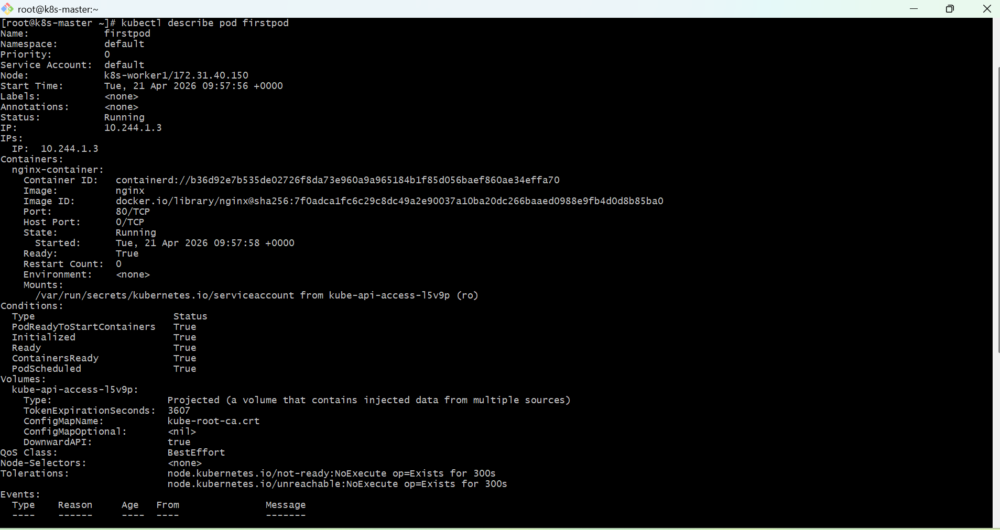 root@k8s-master:~
[root@k8s-master ~]# kubectl describe pod firstpod
Name:             firstpod
Namespace:        default
Priority:         0
Service Account:  default
Node:             k8s-worker1/172.31.40.150
Start Time:       Tue, 21 Apr 2026 09:57:56 +0000
Labels:           <none>
Annotations:      <none>
Status:           Running
IP:               10.244.1.3
IPs:
  IP:  10.244.1.3
Containers:
  nginx-container:
    Container ID:   containerd://b36d92e7b535de02726f8da73e960a9a965184b1f85d056baef860ae34effa70
    Image:          nginx
    Image ID:       docker.io/library/nginx@sha256:7f0adca1fc6c29c8dc49a2e90037a10ba20dc266baaed0988e9fb4d0d8b85ba0
    Port:           80/TCP
    Host Port:      0/TCP
    State:          Running
      Started:      Tue, 21 Apr 2026 09:57:58 +0000
    Ready:          True
    Restart Count:  0
    Environment:    <none>
    Mounts:
      /var/run/secrets/kubernetes.io/serviceaccount from kube-api-access-l5v9p (ro)
Conditions:
  Type                        Status
  PodReadyToStartContainers   True
  Initialized                 True
  Ready                       True
  ContainersReady             True
  PodScheduled                True
Volumes:
  kube-api-access-l5v9p:
    Type:                    Projected (a volume that contains injected data from multiple sources)
    TokenExpirationSeconds:  3607
    ConfigMapName:           kube-root-ca.crt
    ConfigMapOptional:       <nil>
    DownwardAPI:             true
QoS Class:                   BestEffort
Node-Selectors:              <none>
Tolerations:                 node.kubernetes.io/not-ready:NoExecute op=Exists for 300s
                             node.kubernetes.io/unreachable:NoExecute op=Exists for 300s
Events:
  Type    Reason     Age   From               Message
  ----    ------     ----  ----               -------